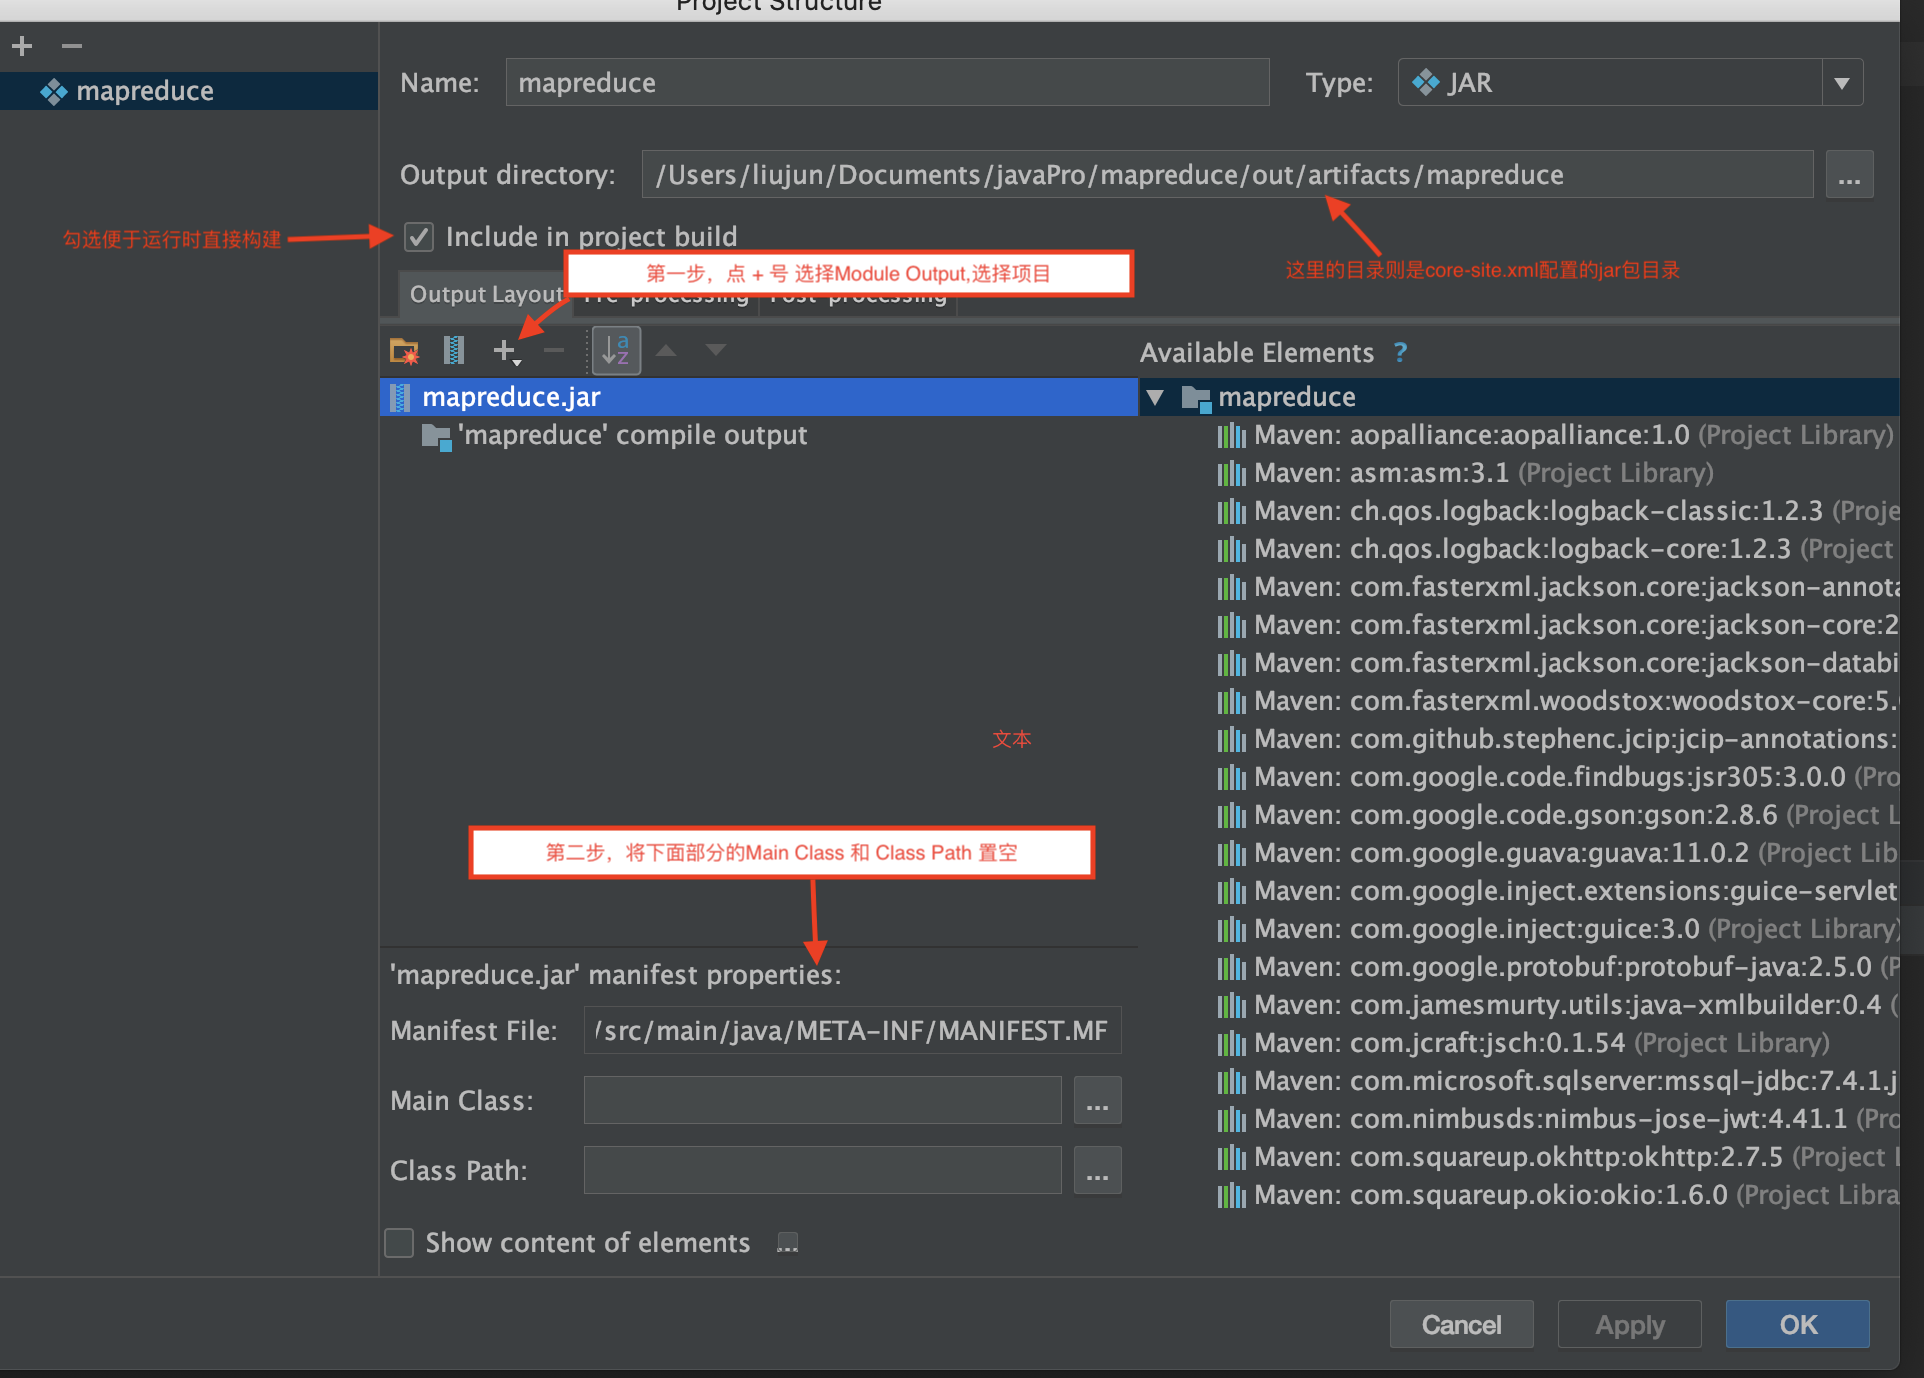 Project Structure
mapreduce
Name: mapreduce
Type: JAR
Output directory: /Users/liujun/Documents/javaPro/mapreduce/out/artifacts/mapreduce ...
勾选便于运行时直接构建
Include in project build
这里的目录则是core-site.xml配置的jar包目录
第一步，点 + 号 选择Module Output,选择项目
Output Layout Pre-processing Post-processing
Available Elements ?
mapreduce.jar
'mapreduce' compile output
文本
第二步，将下面部分的Main Class 和 Class Path 置空
'mapreduce.jar' manifest properties:
Manifest File: /src/main/java/META-INF/MANIFEST.MF
Main Class: ...
Class Path: ...
Show content of elements ...
mapreduce
Maven: aopalliance:aopalliance:1.0 (Project Library)
Maven: asm:asm:3.1 (Project Library)
Maven: ch.qos.logback:logback-classic:1.2.3 (Proje
Maven: ch.qos.logback:logback-core:1.2.3 (Project
Maven: com.fasterxml.jackson.core:jackson-annota
Maven: com.fasterxml.jackson.core:jackson-core:2
Maven: com.fasterxml.jackson.core:jackson-databi
Maven: com.fasterxml.woodstox:woodstox-core:5.
Maven: com.github.stephenc.jcip:jcip-annotations:
Maven: com.google.code.findbugs:jsr305:3.0.0 (Pro
Maven: com.google.code.gson:gson:2.8.6 (Project L
Maven: com.google.guava:guava:11.0.2 (Project Lib
Maven: com.google.inject.extensions:guice-servlet
Maven: com.google.inject:guice:3.0 (Project Library)
Maven: com.google.protobuf:protobuf-java:2.5.0 (P
Maven: com.jamesmurty.utils:java-xmlbuilder:0.4 (
Maven: com.jcraft:jsch:0.1.54 (Project Library)
Maven: com.microsoft.sqlserver:mssql-jdbc:7.4.1.j
Maven: com.nimbusds:nimbus-jose-jwt:4.41.1 (Pro
Maven: com.squareup.okhttp:okhttp:2.7.5 (Project l
Maven: com.squareup.okio:okio:1.6.0 (Project Libra
Cancel Apply OK